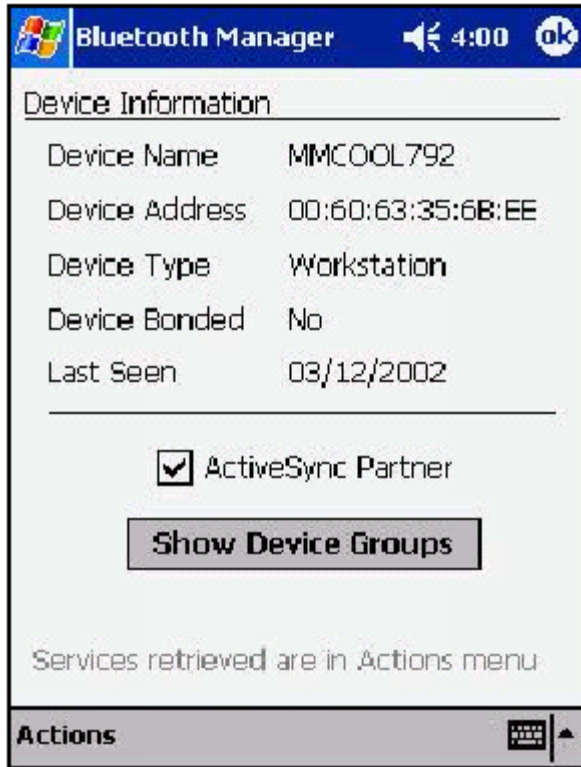 Bluetooth Manager 4:00 ok
Device Information
Device Name MMCOOL792
Device Address 00:60:63:35:6B:EE
Device Type Workstation
Device Bonded No
Last Seen 03/12/2002
ActiveSync Partner
Show Device Groups
Services retrieved are in Actions menu
Actions